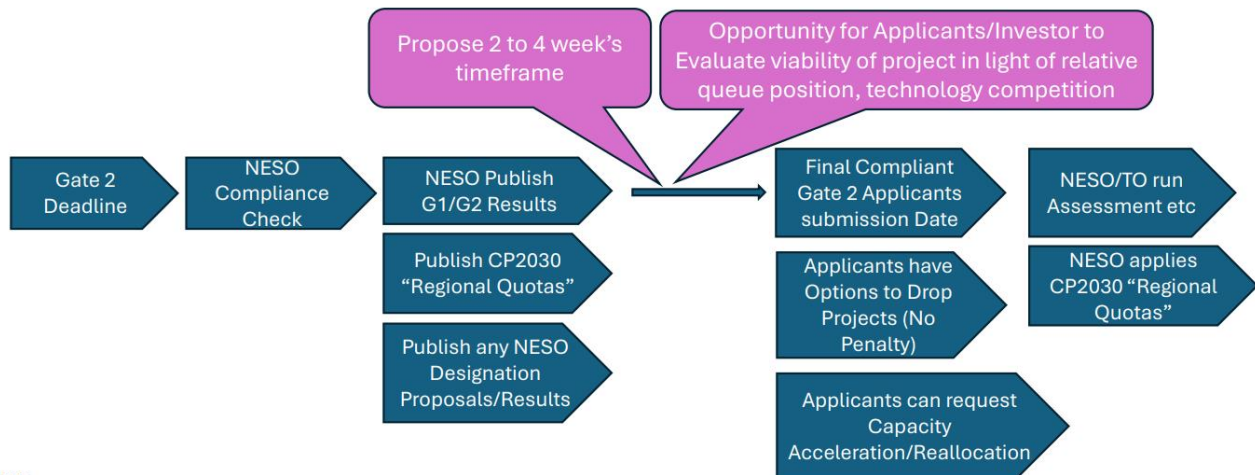 Propose 2 to 4 week's
timeframe
Opportunity for Applicants/Investor to
Evaluate viability of project in light of relative
queue position, technology competition
Gate 2
Deadline
NESO
Compliance
Check
NESO Publish
G1/G2 Results
Publish CP2030
“Regional Quotas”
Publish any NESO
Designation
Proposals/Results
Final Compliant
Gate 2 Applicants
submission Date
Applicants have
Options to Drop
Projects (No
Penalty)
Applicants can request
Capacity
Acceleration/Reallocation
NESO/TO run
Assessment etc
NESO applies
CP2030 “Regional
Quotas”